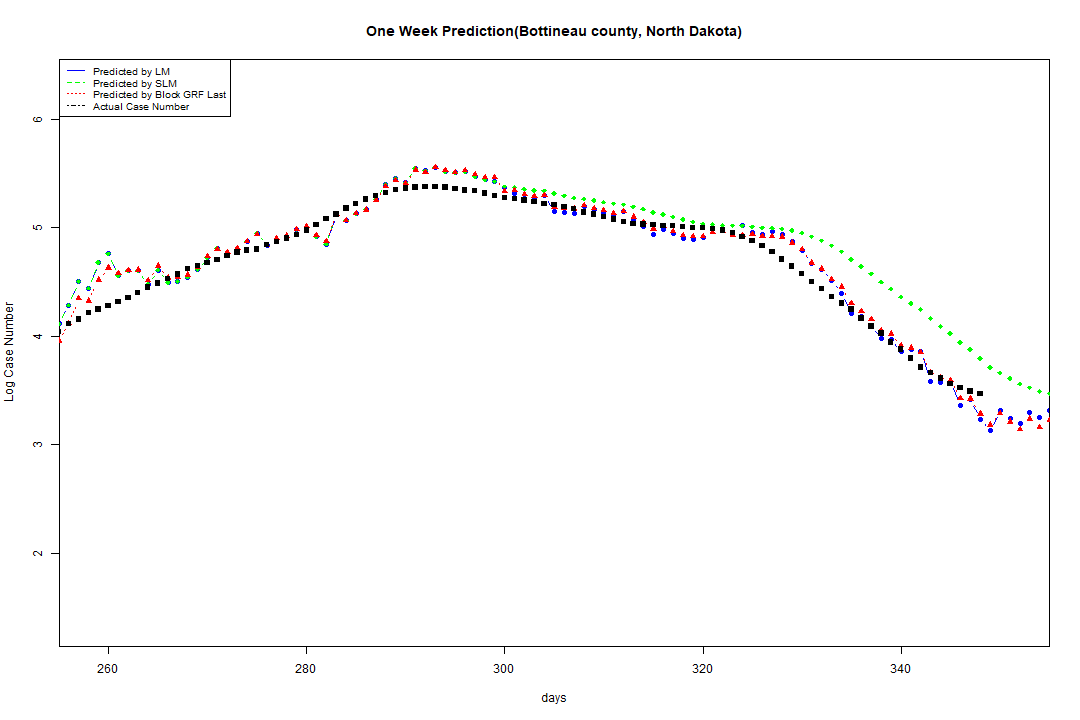 One Week Prediction(Bottineau county, North Dakota)
Predicted by LM
Predicted by SLM
Predicted by Block GRF Last
Actual Case Number
6
5
4
3
2
Log Case Number
260 280 300 320 340
days